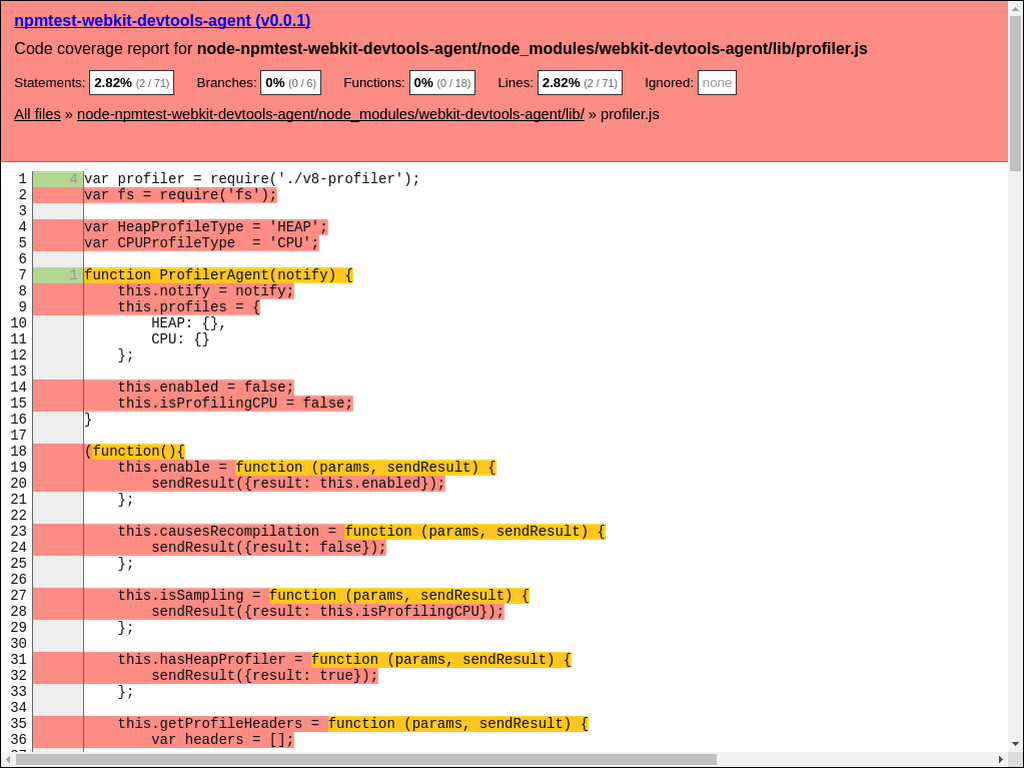 npmtest-webkit-devtools-agent (v0.0.1)
Code coverage report for node-npmtest-webkit-devtools-agent/node_modules/webkit-devtools-agent/lib/profiler.js
Statements: 2.82% (2 / 71) Branches: 0% (0 / 6) Functions: 0% (0 / 18) Lines: 2.82% (2 / 71) Ignored: none
All files » node-npmtest-webkit-devtools-agent/node_modules/webkit-devtools-agent/lib/ » profiler.js
1 4 var profiler = require('./v8-profiler');
2 var fs = require('fs');
3
4 var HeapProfileType = 'HEAP';
5 var CPUProfileType  = 'CPU';
6
7 1 function ProfilerAgent(notify) {
8     this.notify = notify;
9     this.profiles = {
10         HEAP: {},
11         CPU: {}
12     };
13
14     this.enabled = false;
15     this.isProfilingCPU = false;
16 }
17
18 (function(){
19     this.enable = function (params, sendResult) {
20         sendResult({result: this.enabled});
21     };
22
23     this.causesRecompilation = function (params, sendResult) {
24         sendResult({result: false});
25     };
26
27     this.isSampling = function (params, sendResult) {
28         sendResult({result: this.isProfilingCPU});
29     };
30
31     this.hasHeapProfiler = function (params, sendResult) {
32         sendResult({result: true});
33     };
34
35     this.getProfileHeaders = function (params, sendResult) {
36         var headers = [];